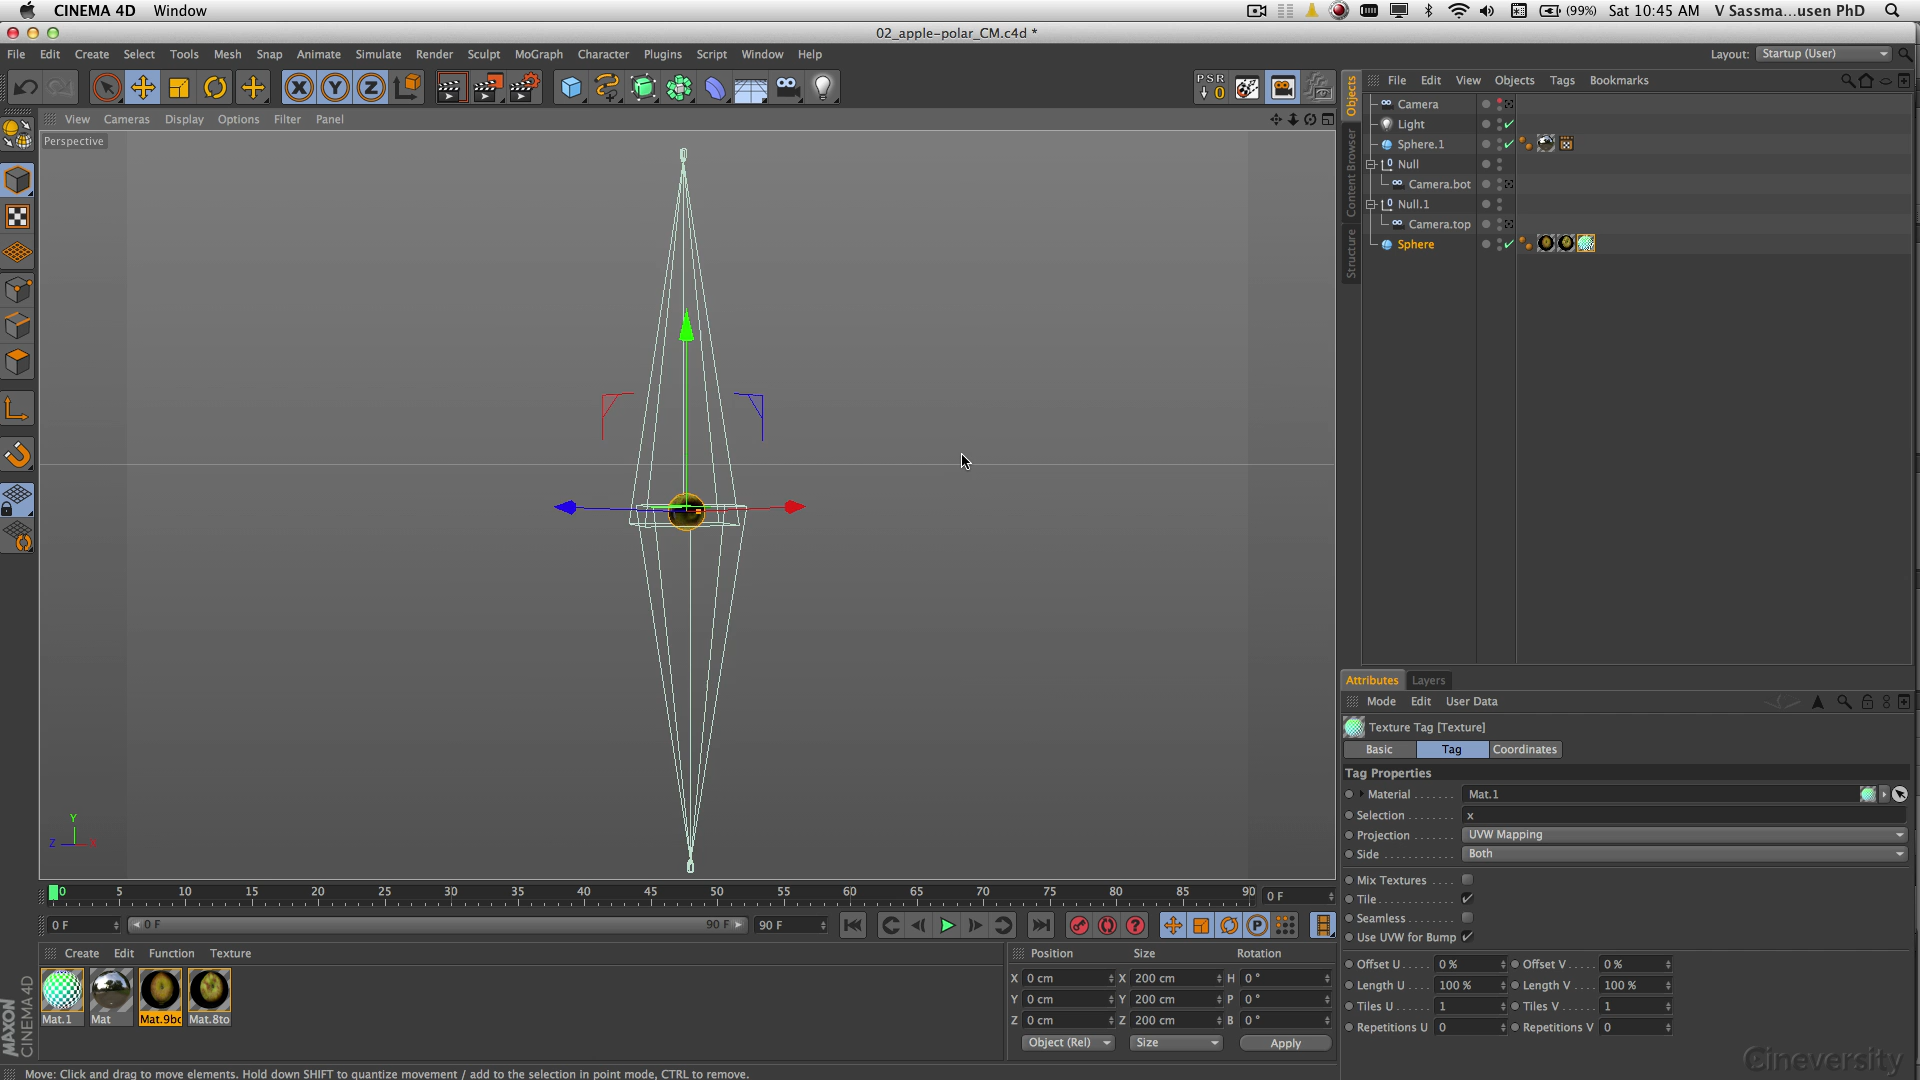 CINEMA 4D Window
(99%) Sat 10:45 AM V Sassma...usen PhD
02_apple-polar_CM.c4d *
File Edit Create Select Tools Mesh Snap Animate Simulate Render Sculpt MoGraph Character Plugins Script Window Help
Layout: Startup (User)
X Y Z
PSR
0
View Cameras Display Options Filter Panel
Perspective
File Edit View Objects Tags Bookmarks
Objects
Content Browser
Structure
Camera
Light
Sphere.1
Null
Camera.bot
Null.1
Camera.top
Sphere
Attributes Layers
Mode Edit User Data
Texture Tag [Texture]
Basic Tag Coordinates
Tag Properties
Material ....... Mat.1
Selection ........ x
Projection ....... UVW Mapping
Side ............ Both
Mix Textures ....
Tile ............
Seamless .......
Use UVW for Bump
Offset U ..... 0 % Offset V ..... 0 %
Length U .... 100 % Length V .... 100 %
Tiles U ...... 1 Tiles V ...... 1
Repetitions U 0 Repetitions V 0
Y
Z X
0 5 10 15 20 25 30 35 40 45 50 55 60 65 70 75 80 85 90 0 F
0 F 0 F 90 F 90 F
P
Create Edit Function Texture
Mat.1 Mat Mat.9bo Mat.8to
Position Size Rotation
X 0 cm X 200 cm H 0 °
Y 0 cm Y 200 cm P 0 °
Z 0 cm Z 200 cm B 0 °
Object (Rel) Size Apply
MAXON
CINEMA 4D
Cineversity
Move: Click and drag to move elements. Hold down SHIFT to quantize movement / add to the selection in point mode, CTRL to remove.